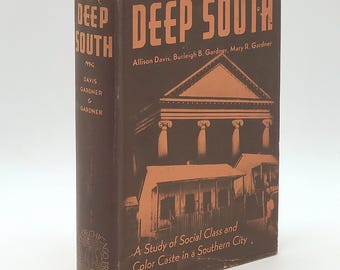 DEEP
SOUTH
DAVIS
GARDNER
&
GARDNER
DEEP SOUTH
Allison Davis, Burleigh B. Gardner, Mary R. Gardner
A Study of Social Class and
Color Caste in a Southern City